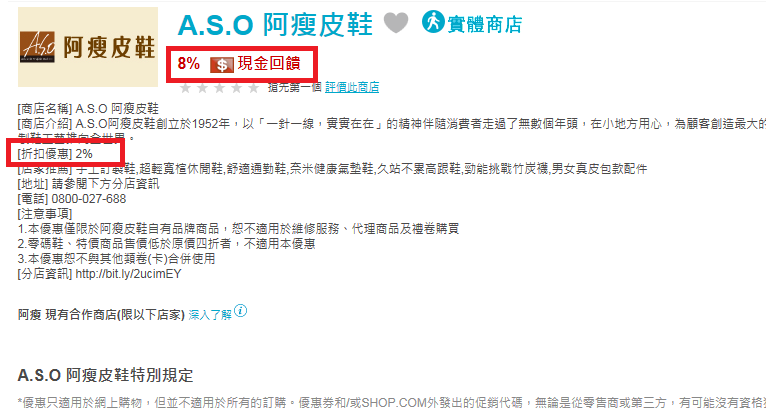 A.S.O 阿瘦皮鞋
實體商店
Aso 阿瘦皮鞋
8% $ 現金回饋
搶先第一個 評價此商店
[商店名稱] A.S.O 阿瘦皮鞋
[商店介紹] A.S.O阿瘦皮鞋創立於1952年，以「一針一線，實實在在」的精神伴隨消費者走過了無數個年頭，在小地方用心，為顧客創造最大的
[折扣優惠] 2%
[店家推薦] 手工訂製鞋,超輕寬楦休閒鞋,舒適通勤鞋,奈米健康氣墊鞋,久站不累高跟鞋,勁能挑戰竹炭襪,男女真皮包款配件
[地址] 請參閱下方分店資訊
[電話] 0800-027-688
[注意事項]
1.本優惠僅限於阿瘦皮鞋自有品牌商品，恕不適用於維修服務、代理商品及禮卷購買
2.零碼鞋、特價商品售價低於原價四折者，不適用本優惠
3.本優惠恕不與其他類卷(卡)合併使用
[分店資訊] http://bit.ly/2ucimEY
阿瘦 現有合作商店(限以下店家) 深入了解 i
A.S.O 阿瘦皮鞋特別規定
*優惠只適用於網上購物，但並不適用於所有的訂購。優惠券和/或SHOP.COM外發出的促銷代碼，無論是從零售商或第三方，有可能沒有資格